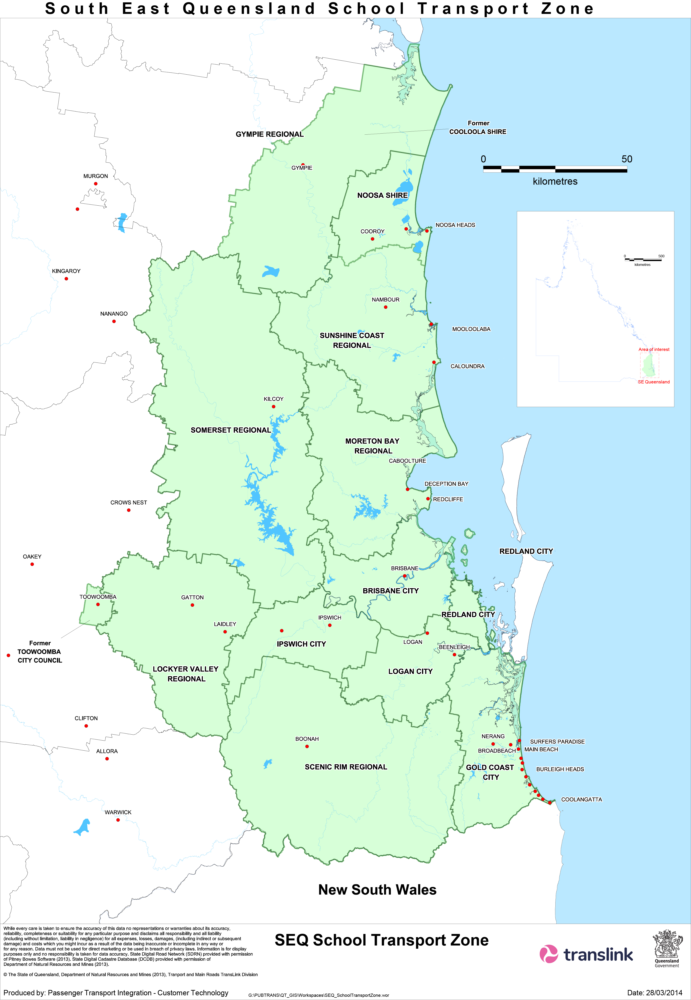 South East Queensland School Transport Zone
Former
COOLOOLA SHIRE
GYMPIE REGIONAL
0 50
kilometres
GYMPIE
MURGON
NOOSA SHIRE
NOOSA HEADS
COOROY
0 500
kilometres
KINGAROY
NAMBOUR
NANANGO
MOOLOOLABA
SUNSHINE COAST
REGIONAL
Area of interest
CALOUNDRA
SE Queensland
KILCOY
SOMERSET REGIONAL
MORETON BAY
REGIONAL
CABOOLTURE
DECEPTION BAY
REDCLIFFE
CROWS NEST
REDLAND CITY
OAKEY
BRISBANE
BRISBANE CITY
TOOWOOMBA
GATTON
REDLAND CITY
IPSWICH
LAIDLEY
LOGAN
IPSWICH CITY
BEENLEIGH
Former
TOOWOOMBA
CITY COUNCIL
LOCKYER VALLEY
REGIONAL
LOGAN CITY
CLIFTON
NERANG
BOONAH
SURFERS PARADISE
MAIN BEACH
BROADBEACH
ALLORA
SCENIC RIM REGIONAL
GOLD COAST
CITY
BURLEIGH HEADS
COOLANGATTA
WARWICK
New South Wales
While every care is taken to ensure the accuracy of this data no representations or warranties about its accuracy,
reliability, completeness or suitability for any particular purpose and disclaims all responsibility and all liability
(including without limitation, liability in negligence) for all expenses, losses, damages, (including indirect or subsequent
damage) and costs which you might incur as a result of the data being inaccurate or incomplete in any way or
for any reason. Data must not be used for direct marketing or be used in breach of privacy laws. Information is for display
purposes only and no responsibility is taken for data accuracy. State Digital Road Network (SDRN) provided with permission
of Pitney Bowes Software (2013). State Digital Cadastre Database (DCDB) provided with permission of
Department of Natural Resources and Mines (2013).
© The State of Queensland, Department of Natural Resources and Mines (2013), Tranport and Main Roads TransLink Division
SEQ School Transport Zone
translink
Queensland
Government
Produced by: Passenger Transport Integration - Customer Technology
G:\PUBTRANS\QT_GIS\Workspaces\SEQ_SchoolTransportZone.wor
Date: 28/03/2014